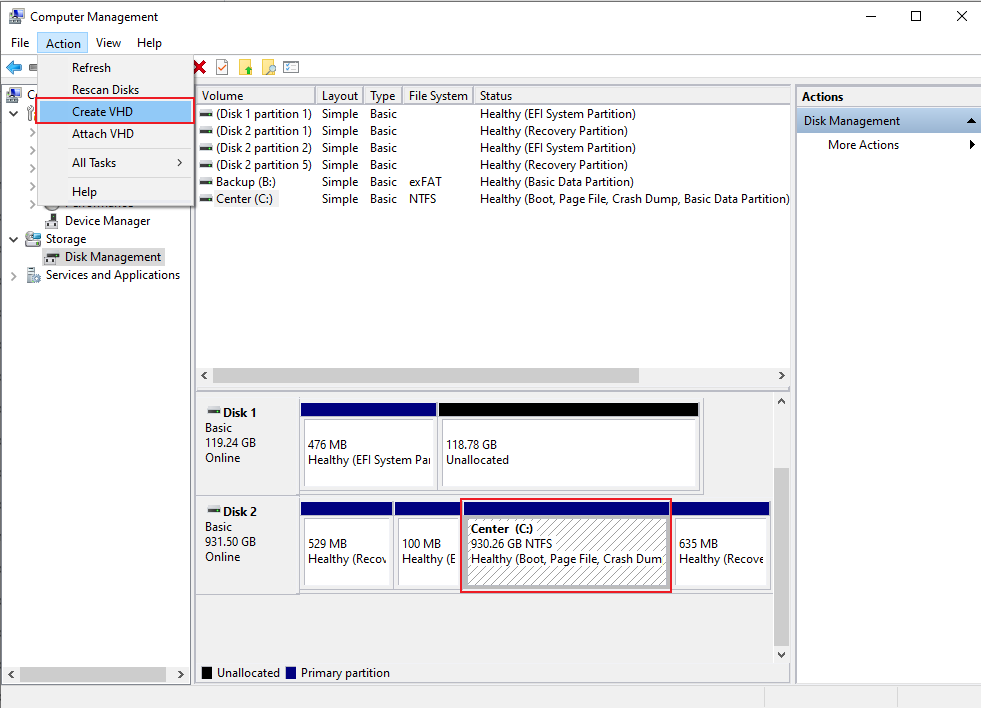 Computer Management
File Action View Help
Refresh
Rescan Disks
Create VHD
Attach VHD
All Tasks
Help
Device Manager
Storage
Disk Management
Services and Applications
Volume Layout Type File System Status
(Disk 1 partition 1) Simple Basic Healthy (EFI System Partition)
(Disk 2 partition 1) Simple Basic Healthy (Recovery Partition)
(Disk 2 partition 2) Simple Basic Healthy (EFI System Partition)
(Disk 2 partition 5) Simple Basic Healthy (Recovery Partition)
Backup (B:) Simple Basic exFAT Healthy (Basic Data Partition)
Center (C:) Simple Basic NTFS Healthy (Boot, Page File, Crash Dump, Basic Data Partition)
Actions
Disk Management
More Actions
Disk 1
Basic
119.24 GB
Online
476 MB
Healthy (EFI System Par
118.78 GB
Unallocated
Disk 2
Basic
931.50 GB
Online
529 MB
Healthy (Recov
100 MB
Healthy (E
Center (C:)
930.26 GB NTFS
Healthy (Boot, Page File, Crash Dum
635 MB
Healthy (Recove
Unallocated Primary partition